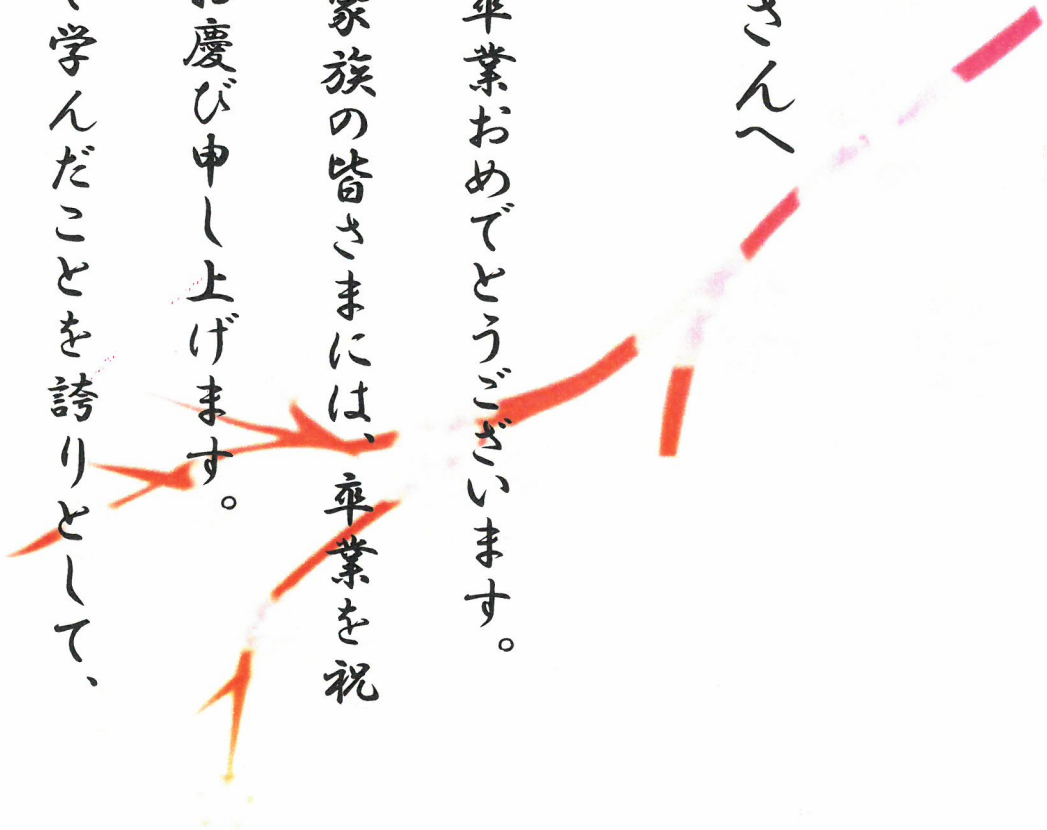 さんへ
卒業おめでとうございます。
家族の皆さまには、卒業を祝
お慶び申し上げます。
学んだことを誇りとして、